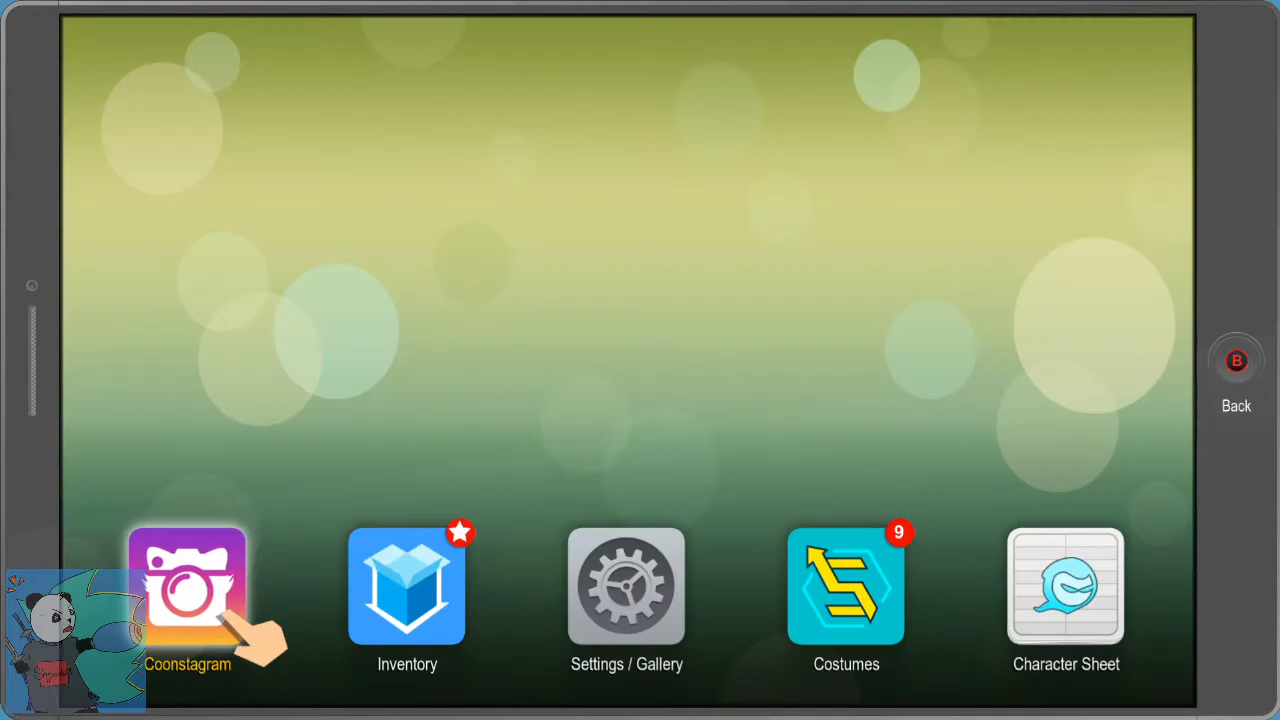 B
Back
9
Coonstagram
Inventory
Settings / Gallery
Costumes
Character Sheet